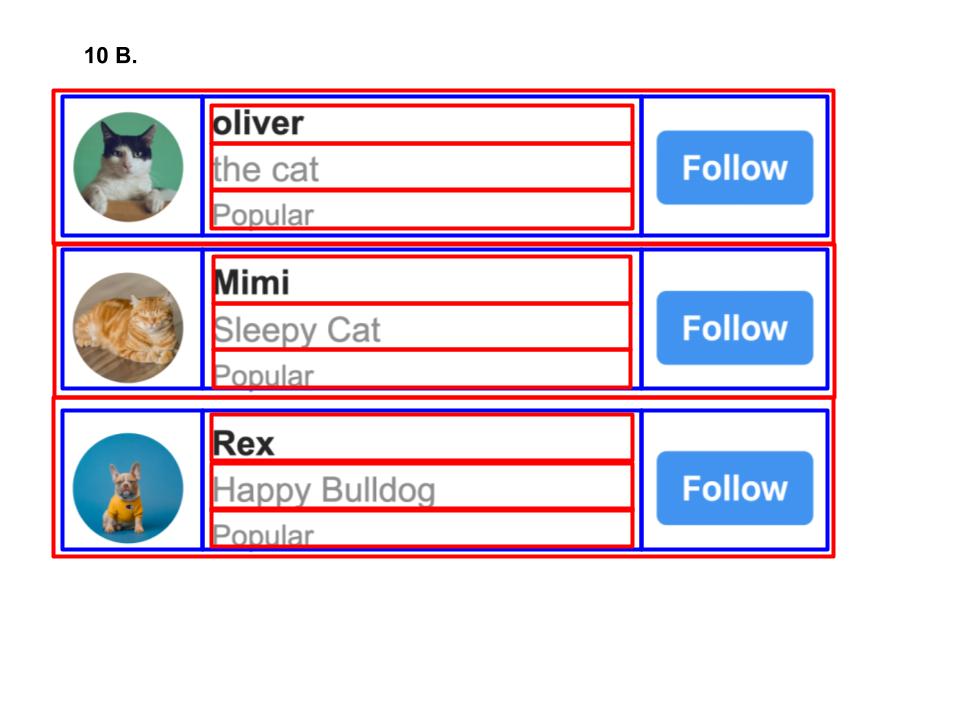 10 B.
oliver
the cat
Popular
Follow
Mimi
Sleepy Cat
Popular
Follow
Rex
Happy Bulldog
Popular
Follow